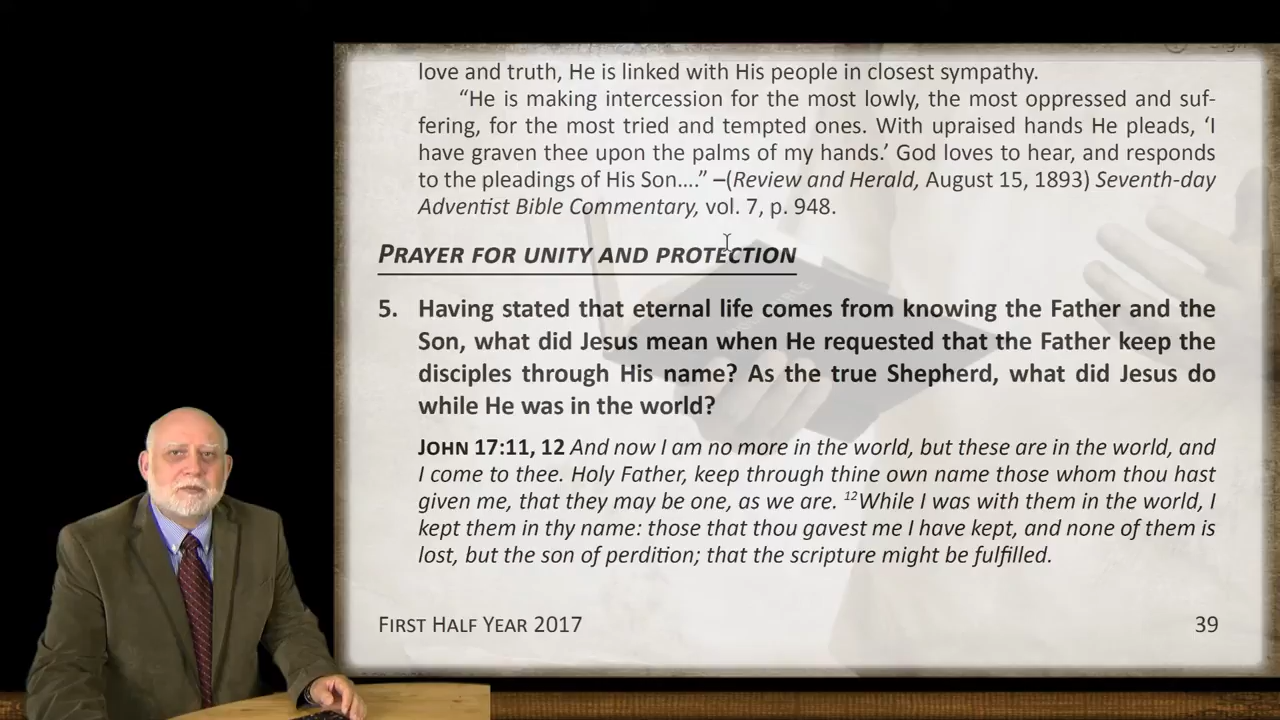 love and truth, He is linked with His people in closest sympathy.
“He is making intercession for the most lowly, the most oppressed and suf-
fering, for the most tried and tempted ones. With upraised hands He pleads, ‘I
have graven thee upon the palms of my hands.’ God loves to hear, and responds
to the pleadings of His Son....” –(Review and Herald, August 15, 1893) Seventh-day
Adventist Bible Commentary, vol. 7, p. 948.
PRAYER FOR UNITY AND PROTECTION
5. Having stated that eternal life comes from knowing the Father and the
Son, what did Jesus mean when He requested that the Father keep the
disciples through His name? As the true Shepherd, what did Jesus do
while He was in the world?
JOHN 17:11, 12 And now I am no more in the world, but these are in the world, and
I come to thee. Holy Father, keep through thine own name those whom thou hast
given me, that they may be one, as we are. 12While I was with them in the world, I
kept them in thy name: those that thou gavest me I have kept, and none of them is
lost, but the son of perdition; that the scripture might be fulfilled.
FIRST HALF YEAR 2017 39